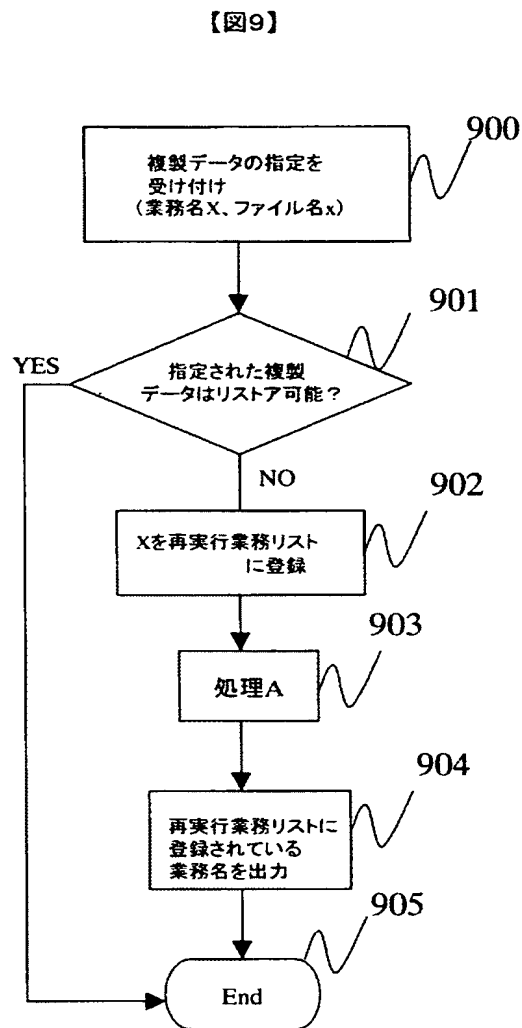 【図9】
900
複製データの指定を
受け付け
(業務名X、ファイル名x)
901
YES
指定された複製
データはリストア可能?
NO
902
Xを再実行業務リスト
に登録
903
処理A
904
再実行業務リストに
登録されている
業務名を出力
905
End